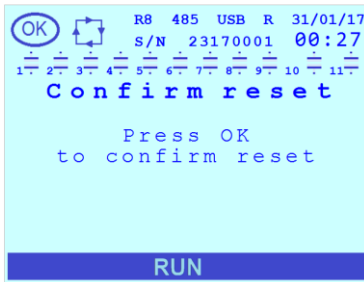 OK R8 485 USB R 31/01/17
S/N 23170001 00:27
1 2 3 4 5 6 7 8 9 10 11
Confirm reset
Press OK
to confirm reset
RUN